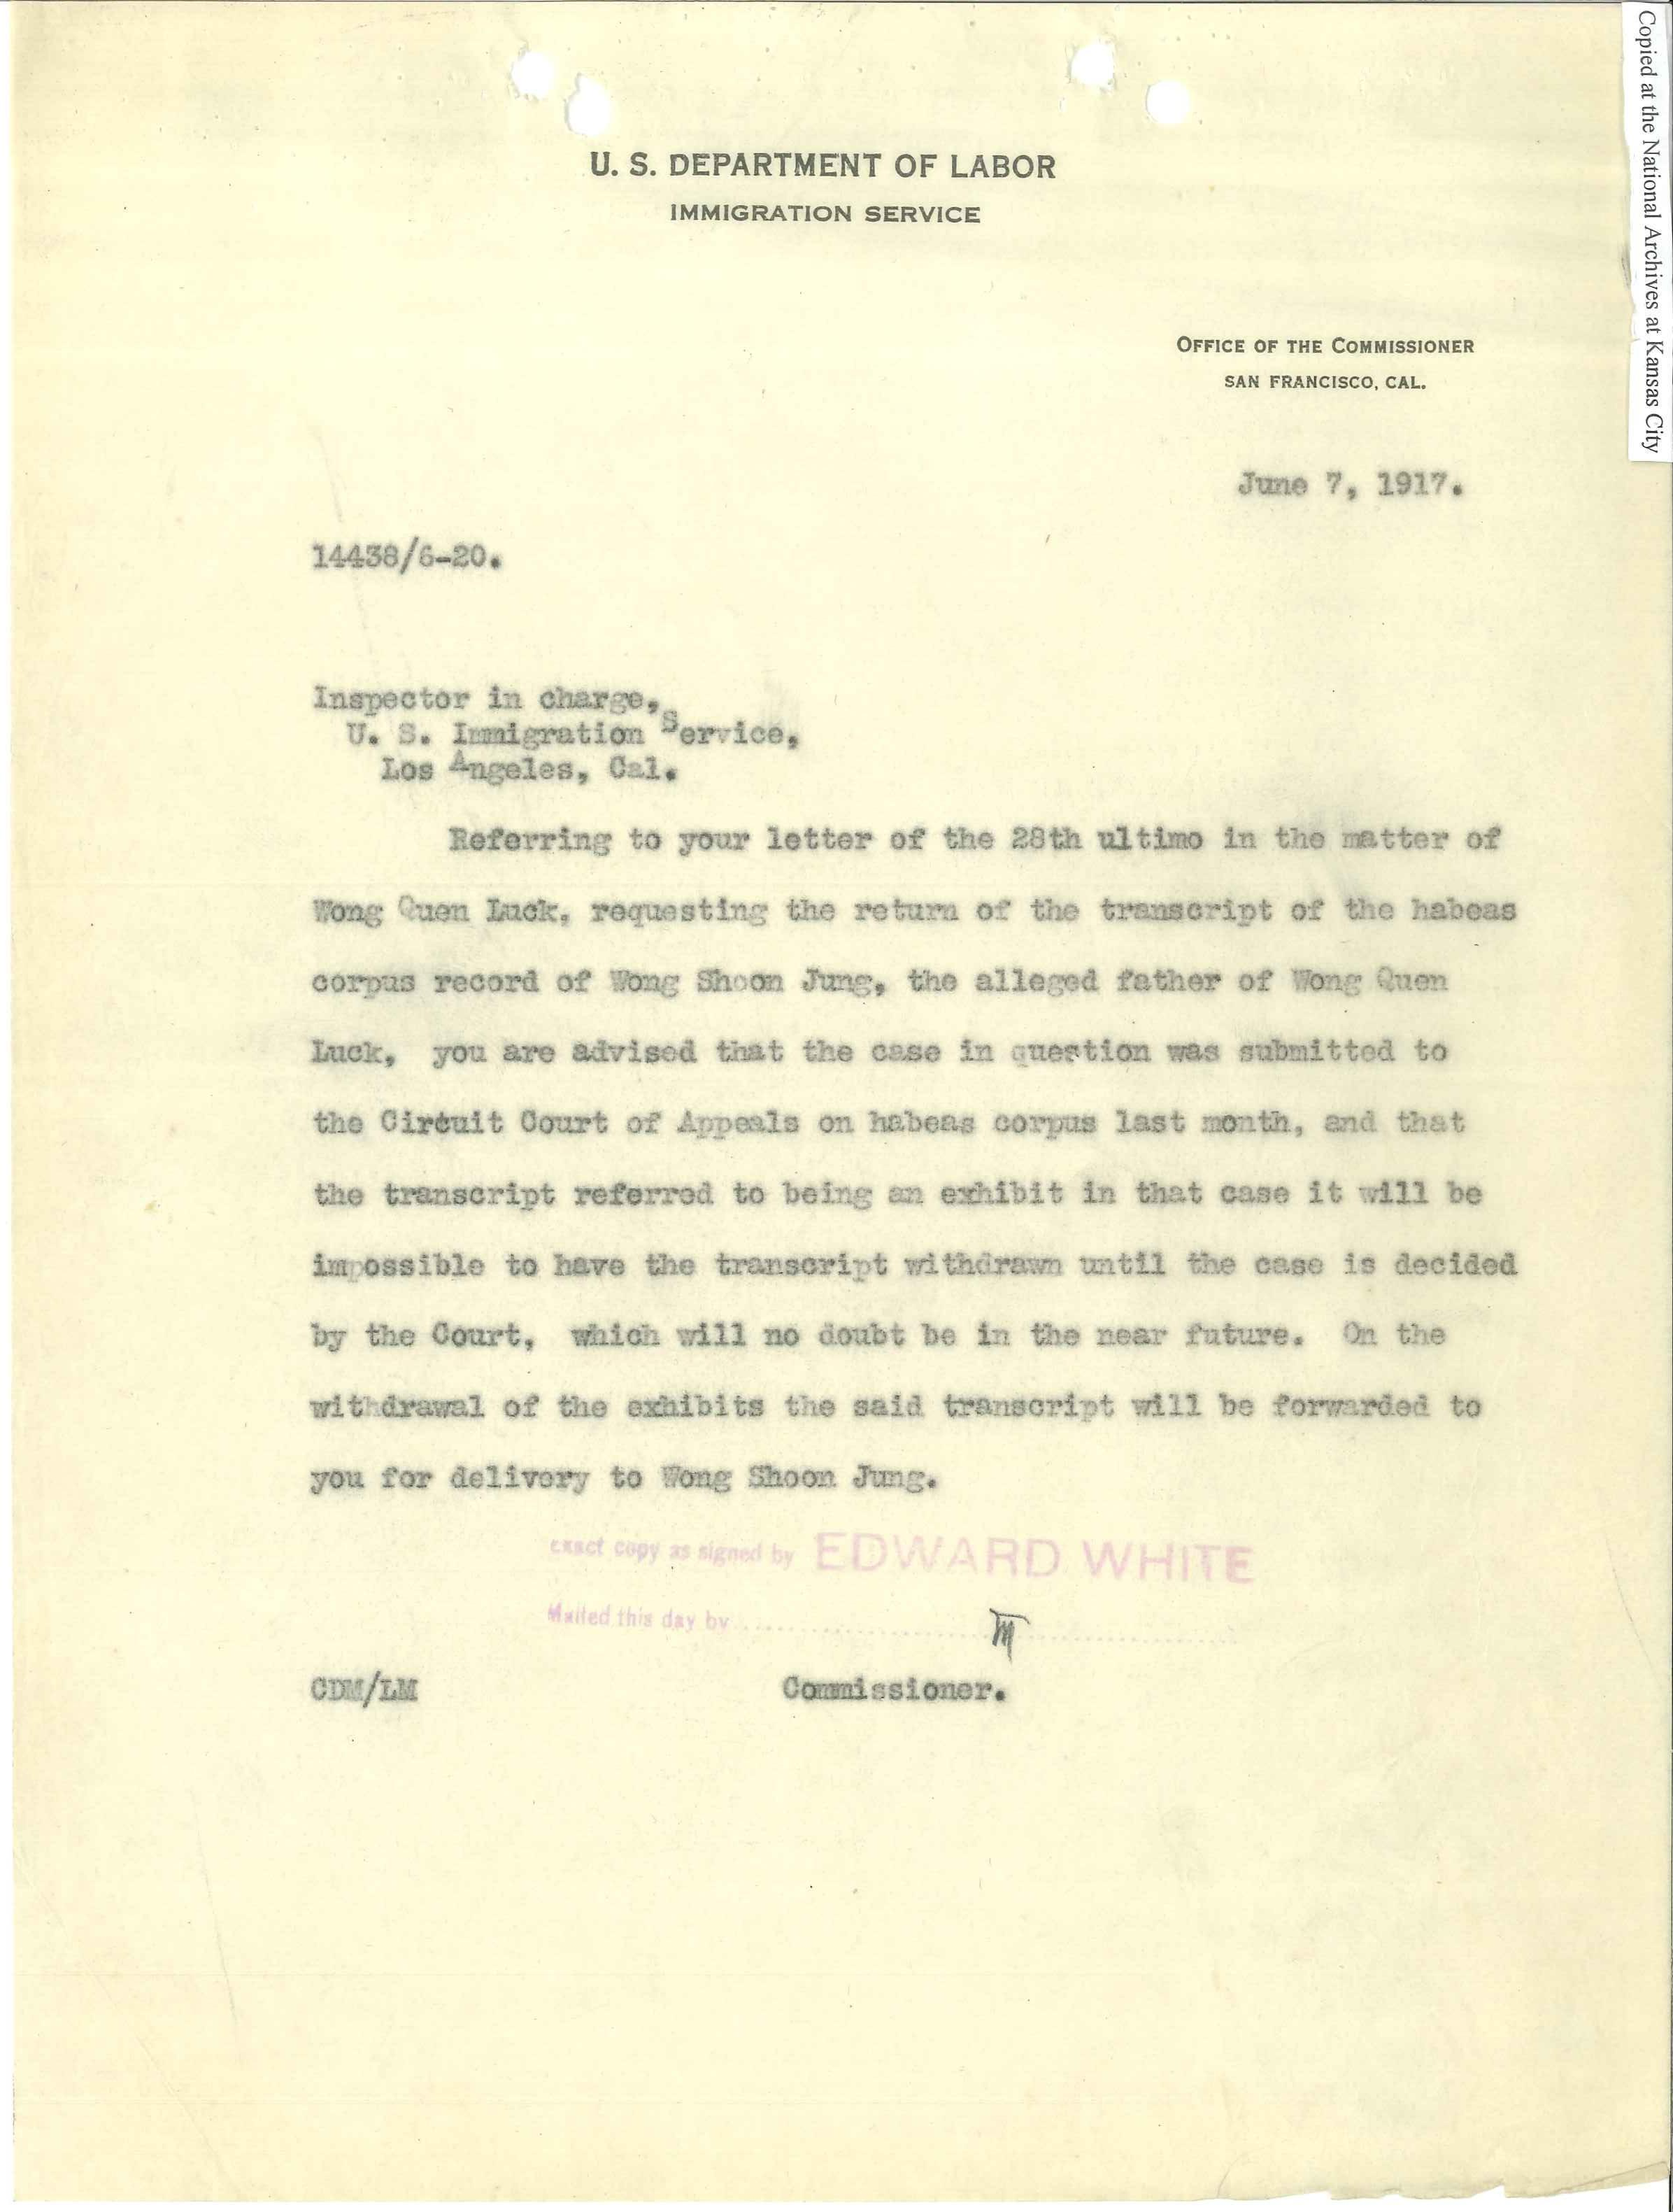 Copied at the National Archives at Kansas City
U. S. DEPARTMENT OF LABOR
IMMIGRATION SERVICE
OFFICE OF THE COMMISSIONER
SAN FRANCISCO, CAL.
June 7, 1917.
14438/6-20.
Inspector in charge,
U. S. Immigration Service,
Los Angeles, Cal.
Referring to your letter of the 28th ultimo in the matter of
Wong Quen Luck, requesting the return of the transcript of the habeas
corpus record of Wong Shoon Jung, the alleged father of Wong Quen
Luck, you are advised that the case in question was submitted to
the Circuit Court of Appeals on habeas corpus last month, and that
the transcript referred to being an exhibit in that case it will be
impossible to have the transcript withdrawn until the case is decided
by the Court, which will no doubt be in the near future. On the
withdrawal of the exhibits the said transcript will be forwarded to
you for delivery to Wong Shoon Jung.
exact copy as signed by EDWARD WHITE
Mailed this day by
CDM/LM Commissioner.